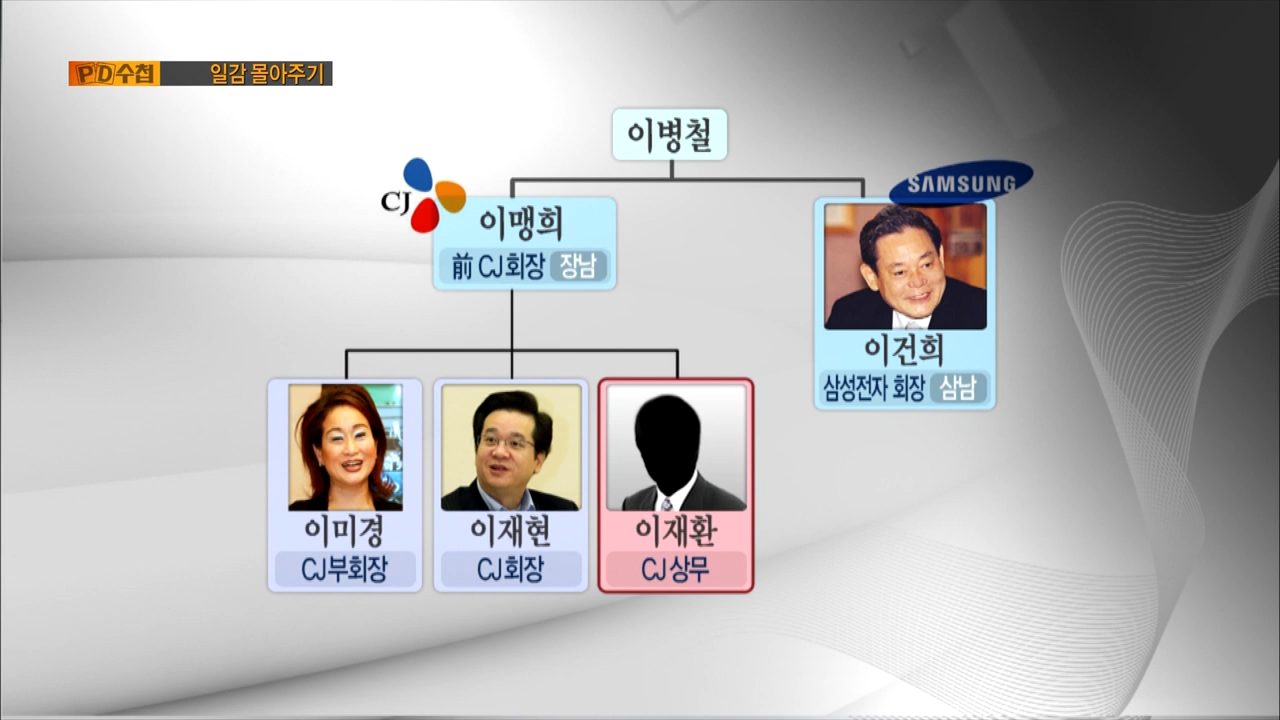 PD수첩 일감 몰아주기
이병철
CJ
이맹희
前 CJ회장 장남
SAMSUNG
이건희
삼성전자 회장 삼남
이미경
CJ부회장
이재현
CJ회장
이재환
CJ상무